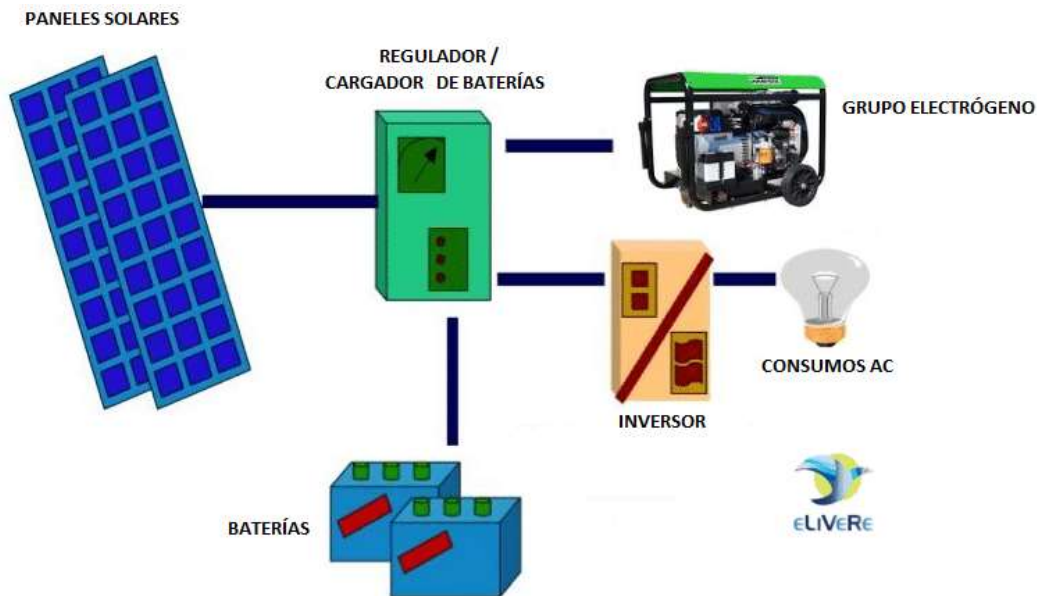 PANELES SOLARES
REGULADOR /
CARGADOR DE BATERÍAS
GRUPO ELECTRÓGENO
CONSUMOS AC
INVERSOR
BATERÍAS
eLiVeRe